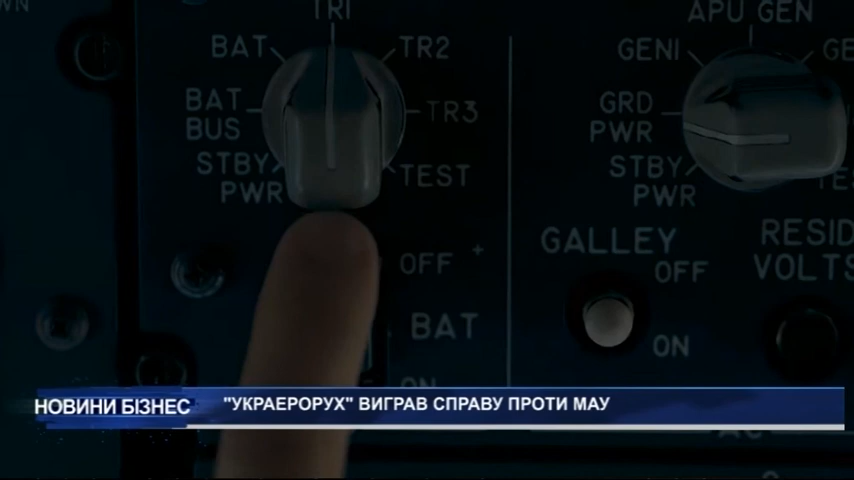 TR1
APU GEN
BAT
TR2
GEN1
BAT
BUS
TR3
GRD
PWR
STBY
PWR
TEST
STBY
PWR
GALLEY
OFF
RESID
VOLTS
OFF +
BAT
ON
ON
НОВИНИ БІЗНЕС
"УКРАЕРОРУХ" ВИГРАВ СПРАВУ ПРОТИ МАУ